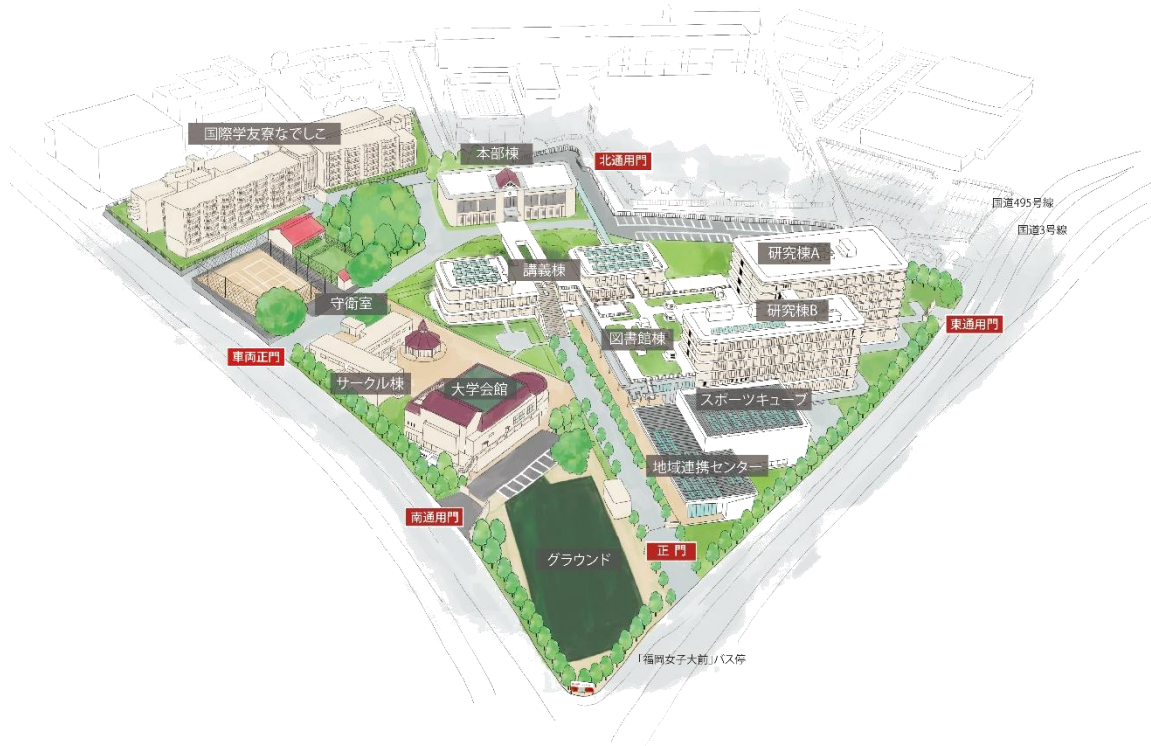 国際学友寮なでしこ
本部棟
北通用門
国道495号線
国道3号線
研究棟A
講義棟
守衛室
研究棟B
東通用門
図書館棟
車両正門
サークル棟
大学会館
スポーツキューブ
地域連携センター
南通用門
正門
グラウンド
「福岡女子大前」バス停